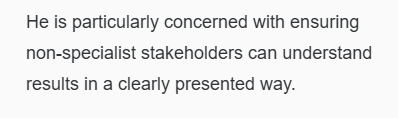 He is particularly concerned with ensuring
non-specialist stakeholders can understand
results in a clearly presented way.